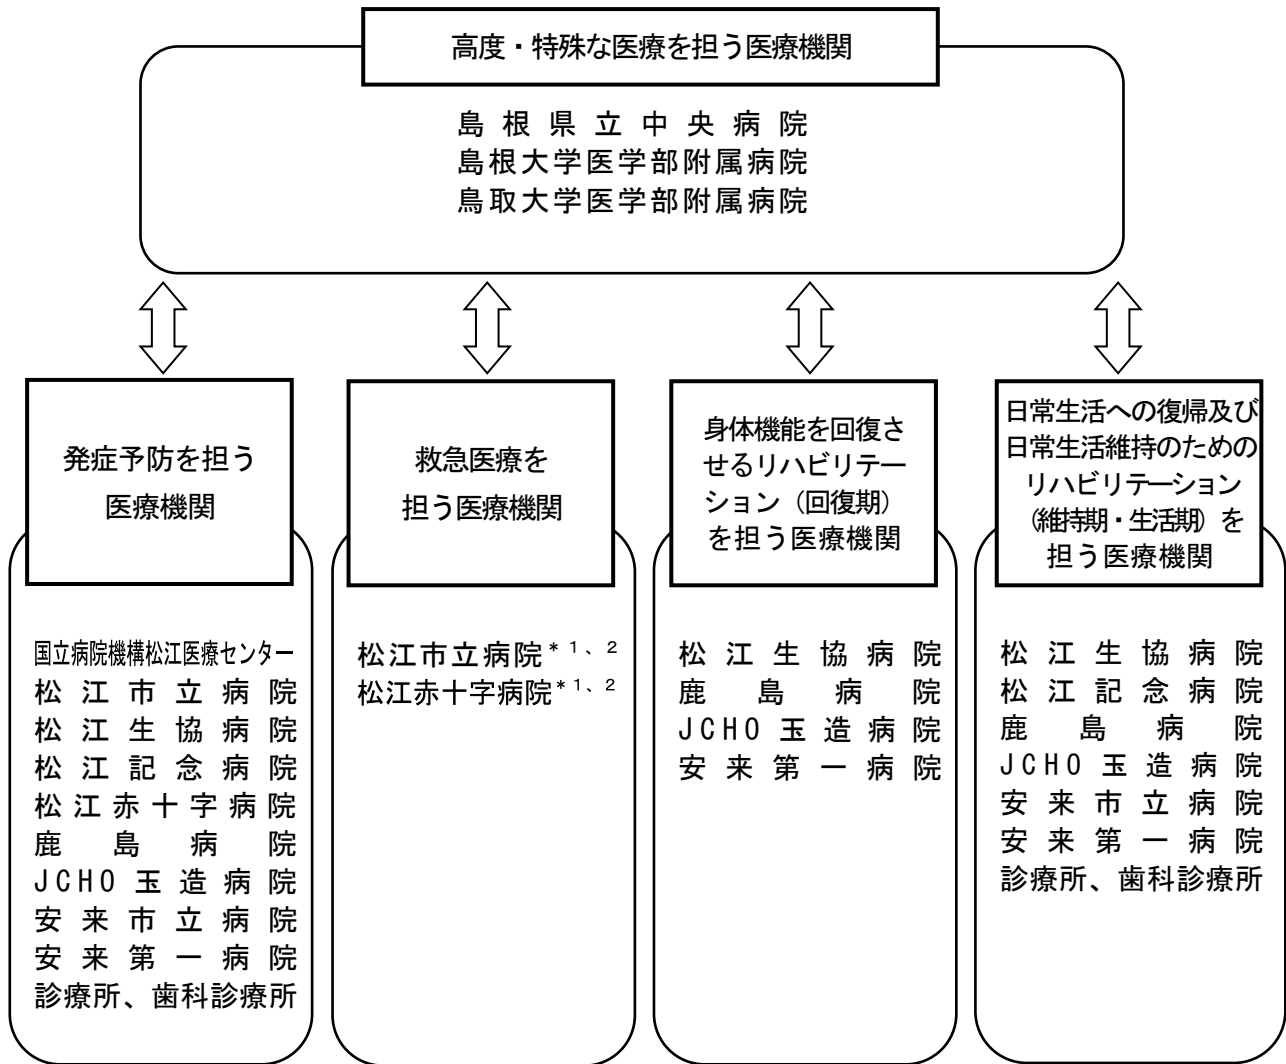 高度・特殊な医療を担う医療機関
島根県立中央病院
島根大学医学部附属病院
鳥取大学医学部附属病院
発症予防を担う
医療機関
国立病院機構松江医療センター
松江市立病院
松江生協病院
松江記念病院
松江赤十字病院
鹿島病院
JCHO玉造病院
安来市立病院
安来第一病院
診療所、歯科診療所
救急医療を
担う医療機関
松江市立病院*1、2
松江赤十字病院*1、2
身体機能を回復さ
せるリハビリテー
ション（回復期）
を担う医療機関
松江生協病院
鹿島病院
JCHO玉造病院
安来第一病院
日常生活への復帰及び
日常生活維持のための
リハビリテーション
（維持期・生活期）を
担う医療機関
松江生協病院
松江記念病院
鹿島病院
JCHO玉造病院
安来市立病院
安来第一病院
診療所、歯科診療所